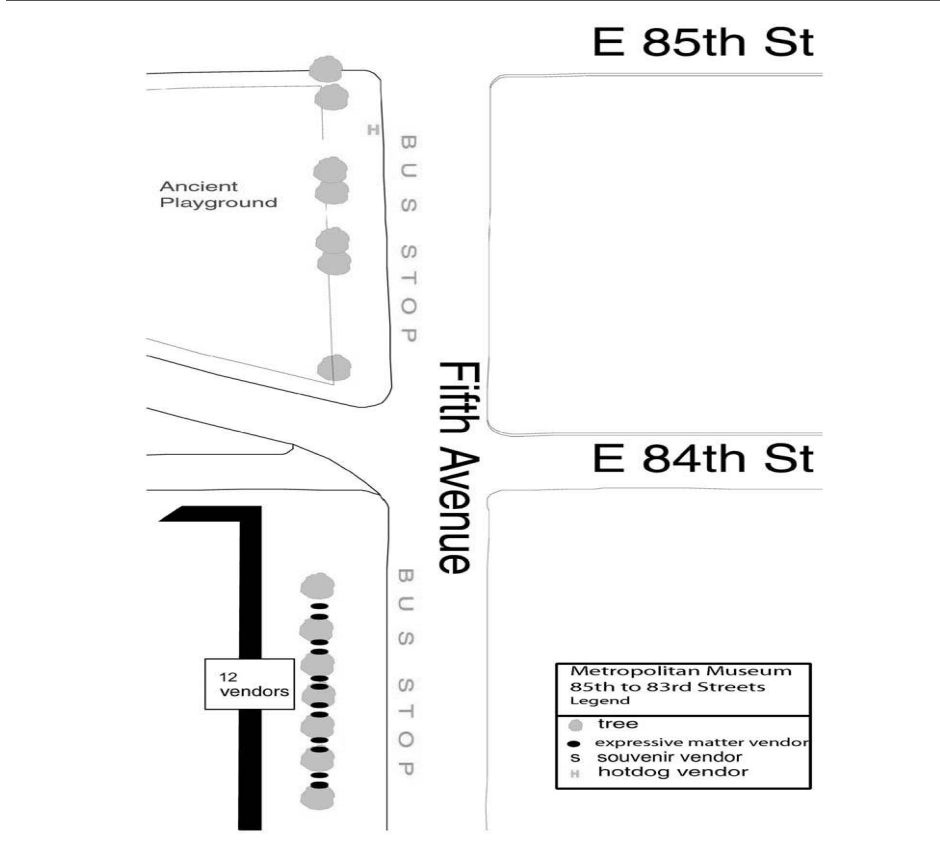 E 85th St
H
BUS STOP
Ancient
Playground
Fifth Avenue
E 84th St
BUS STOP
12
vendors
Metropolitan Museum
85th to 83rd Streets
Legend
tree
expressive matter vendor
S souvenir vendor
H hotdog vendor